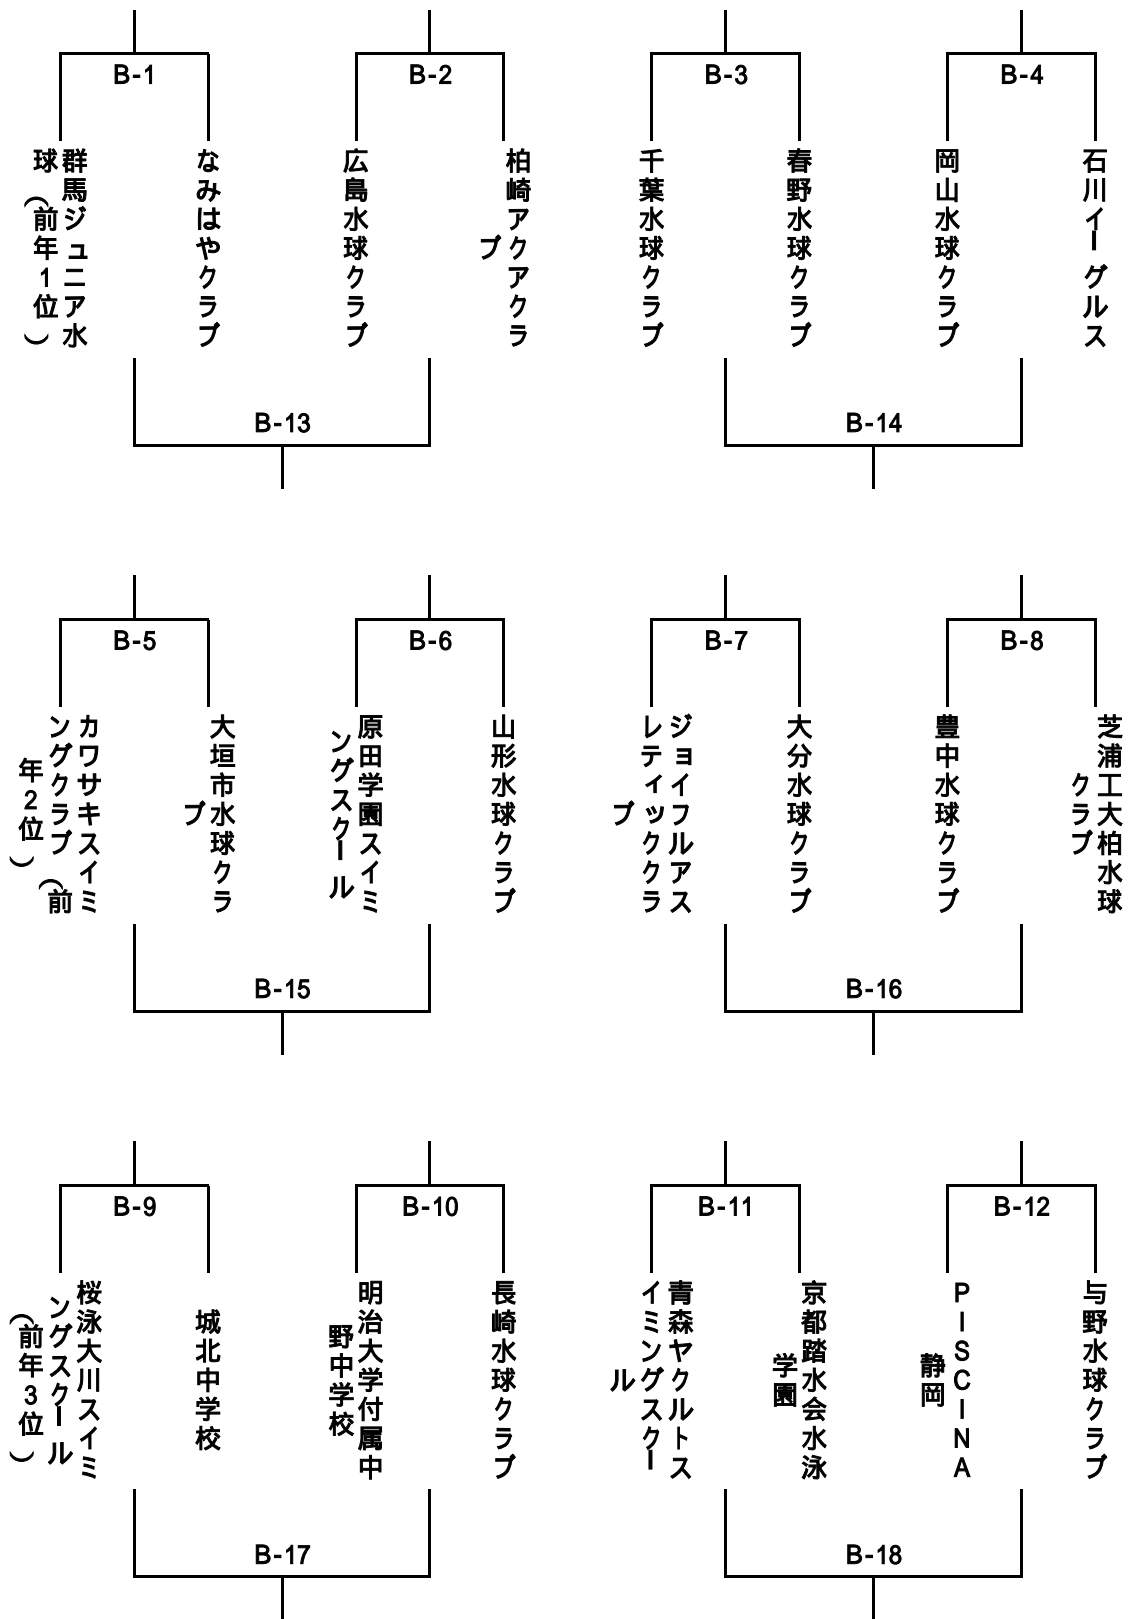 B-1
B-2
B-3
B-4
群馬ジュニア水
球（前年1位）
なみはやクラブ
広島水球クラブ
柏崎アクアクラ
ブ
千葉水球クラブ
春野水球クラブ
岡山水球クラブ
石川イーグルス
B-13
B-14
B-5
B-6
B-7
B-8
カワサキスイミ
ングクラブ（前
年2位）
大垣市水球クラ
ブ
原田学園スイミ
ングスクール
山形水球クラブ
ジョイフルアス
レティッククラ
ブ
大分水球クラブ
豊中水球クラブ
芝浦工大柏水球
クラブ
B-15
B-16
B-9
B-10
B-11
B-12
桜泳大川スイミ
ングスクール
（前年3位）
城北中学校
明治大学付属中
野中学校
長崎水球クラブ
青森ヤクルトス
イミングスクー
ル
京都踏水会水泳
学園
PISCINA
静岡
与野水球クラブ
B-17
B-18